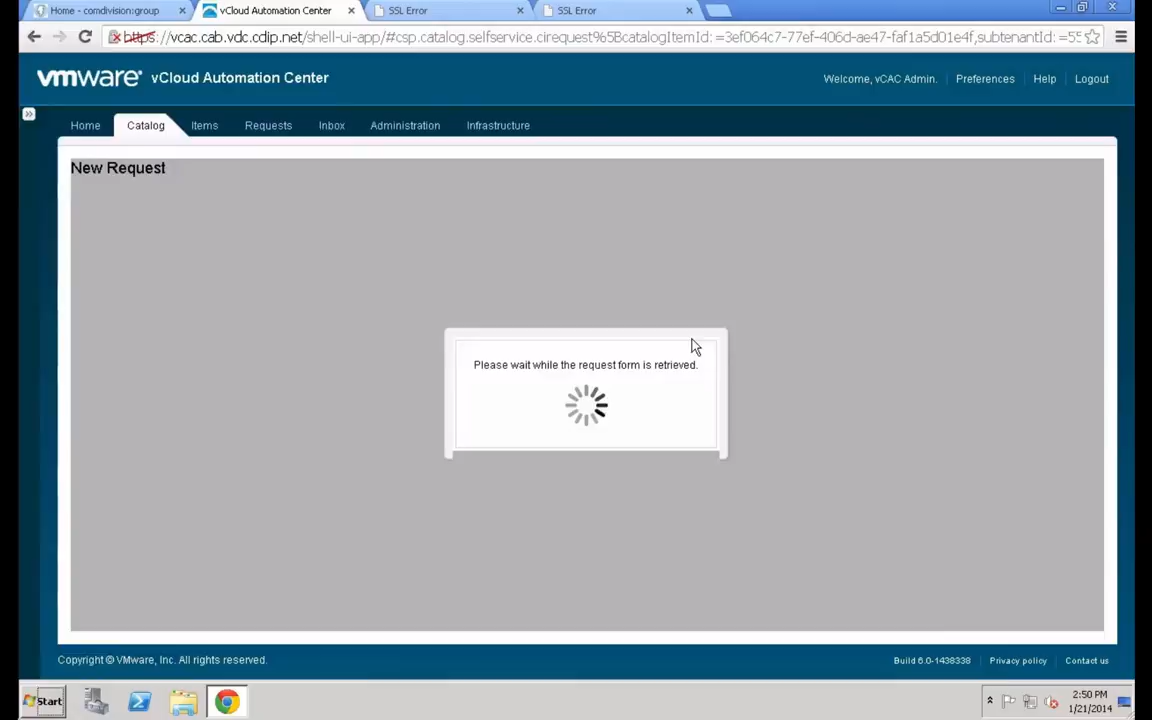 Home - comdivision:group
vCloud Automation Center
SSL Error
SSL Error
https://vcac.cab.vdc.cdip.net/shell-ui-app/#csp.catalog.selfservice.cirequest%5BcatalogItemId: =3ef064c7-77ef-406d-ae47-faf1a5d01e4f,subtenantId: =55
vmware vCloud Automation Center
Welcome, vCAC Admin.
Preferences
Help
Logout
Home
Catalog
Items
Requests
Inbox
Administration
Infrastructure
New Request
Please wait while the request form is retrieved.
Copyright © VMware, Inc. All rights reserved.
Build 6.0-1438338
Privacy policy
Contact us
Start
2:50 PM
1/21/2014